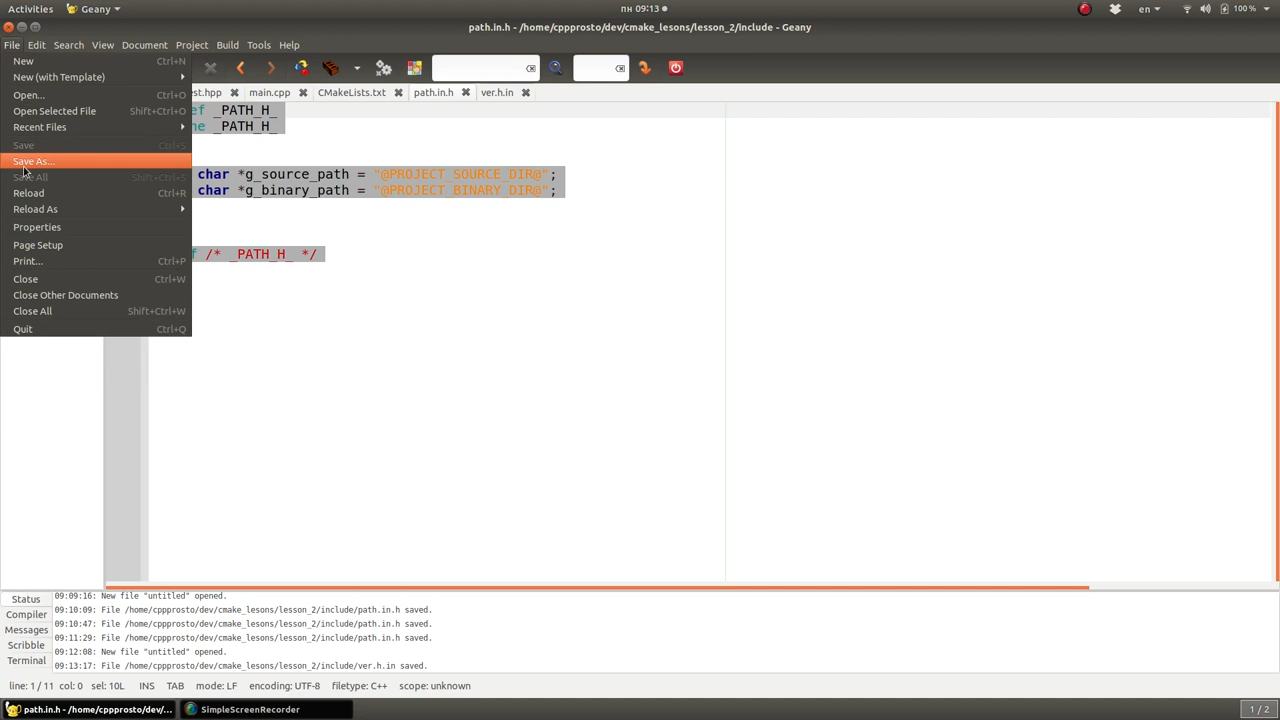 Activities Geany пн 09:13 en 100 %
path.in.h - /home/cppprosto/dev/cmake_lesons/lesson_2/include - Geany
File Edit Search View Document Project Build Tools Help
New Ctrl+N
New (with Template)
Open... Ctrl+O
Open Selected File Shift+Ctrl+O
Recent Files
Save Ctrl+S
Save As...
Save All Shift+Ctrl+S
Reload Ctrl+R
Reload As
Properties
Page Setup
Print... Ctrl+P
Close Ctrl+W
Close Other Documents
Close All Shift+Ctrl+W
Quit Ctrl+Q
est.hpp main.cpp CMakeLists.txt path.in.h ver.h.in
ef _PATH_H_
ne _PATH_H_
char *g_source_path = "@PROJECT_SOURCE_DIR@";
char *g_binary_path = "@PROJECT_BINARY_DIR@";
f /* _PATH_H_ */
Status
Compiler
Messages
Scribble
Terminal
09:09:16: New file "untitled" opened.
09:10:09: File /home/cppprosto/dev/cmake_lesons/lesson_2/include/path.in.h saved.
09:10:47: File /home/cppprosto/dev/cmake_lesons/lesson_2/include/path.in.h saved.
09:11:29: File /home/cppprosto/dev/cmake_lesons/lesson_2/include/path.in.h saved.
09:12:08: New file "untitled" opened.
09:13:17: File /home/cppprosto/dev/cmake_lesons/lesson_2/include/ver.h.in saved.
line: 1 / 11 col: 0 sel: 10L INS TAB mode: LF encoding: UTF-8 filetype: C++ scope: unknown
path.in.h - /home/cppprosto/dev/... SimpleScreenRecorder 1 / 2